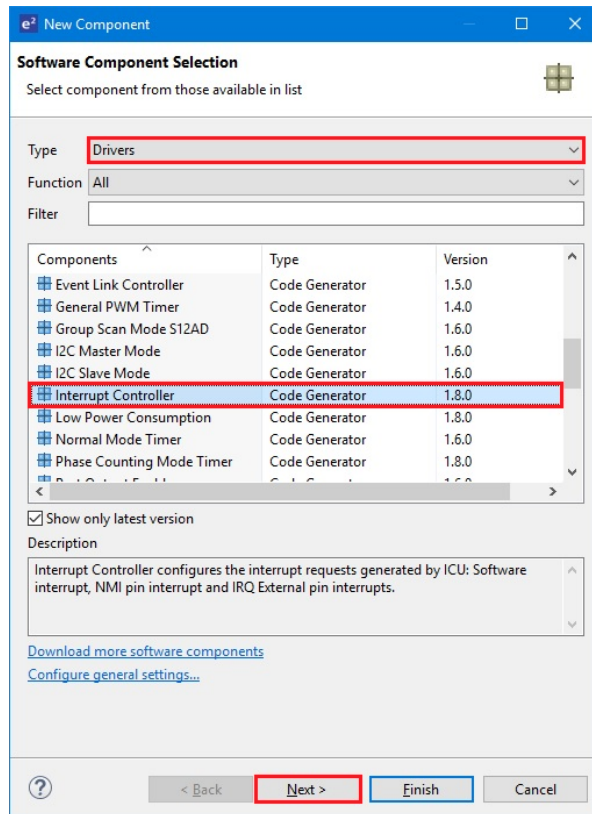 e² New Component
Software Component Selection
Select component from those available in list
Type Drivers
Function All
Filter
Components Type Version
Event Link Controller Code Generator 1.5.0
General PWM Timer Code Generator 1.4.0
Group Scan Mode S12AD Code Generator 1.6.0
I2C Master Mode Code Generator 1.6.0
I2C Slave Mode Code Generator 1.6.0
Interrupt Controller Code Generator 1.8.0
Low Power Consumption Code Generator 1.8.0
Normal Mode Timer Code Generator 1.6.0
Phase Counting Mode Timer Code Generator 1.8.0
Show only latest version
Description
Interrupt Controller configures the interrupt requests generated by ICU: Software
interrupt, NMI pin interrupt and IRQ External pin interrupts.
Download more software components
Configure general settings...
? < Back Next > Finish Cancel